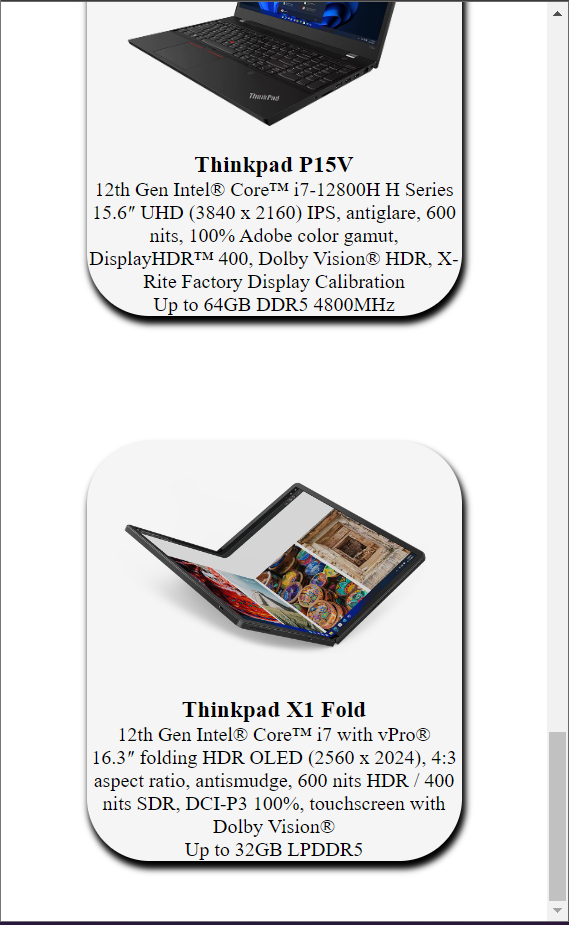 ThinkPad
Thinkpad P15V
12th Gen Intel® Core™ i7-12800H H Series
15.6″ UHD (3840 x 2160) IPS, antiglare, 600
nits, 100% Adobe color gamut,
DisplayHDR™ 400, Dolby Vision® HDR, X-
Rite Factory Display Calibration
Up to 64GB DDR5 4800MHz
Thinkpad X1 Fold
12th Gen Intel® Core™ i7 with vPro®
16.3″ folding HDR OLED (2560 x 2024), 4:3
aspect ratio, antismudge, 600 nits HDR / 400
nits SDR, DCI-P3 100%, touchscreen with
Dolby Vision®
Up to 32GB LPDDR5